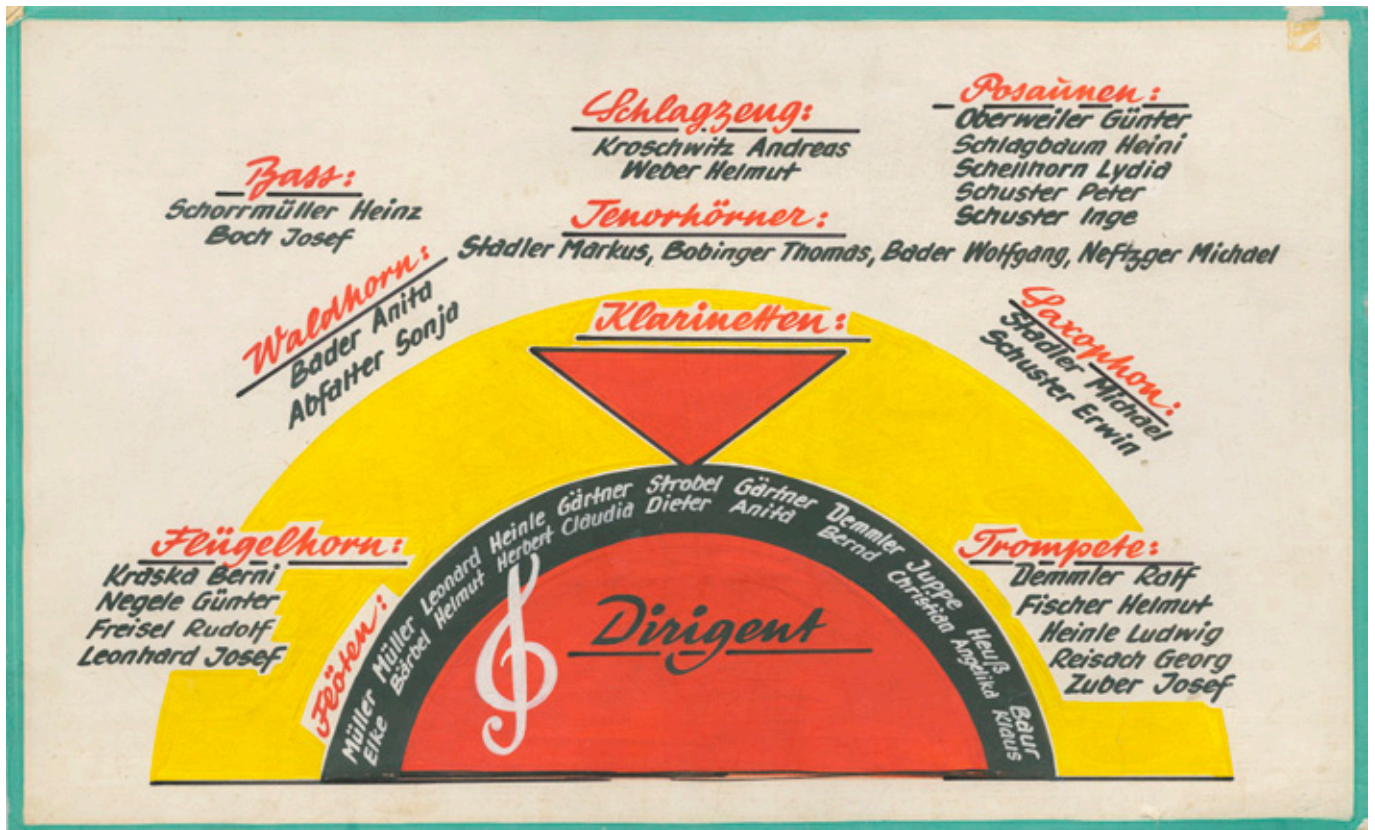 Schlagzeug:
Kroschwitz Andreas
Weber Helmut
Posaunen:
Oberweiler Günter
Schlagbaum Heini
Schellhorn Lydia
Schuster Peter
Schuster Inge
Bass:
Schorrmüller Heinz
Boch Josef
Tenorhörner:
Stadler Markus, Bobinger Thomas, Bader Wolfgang, Neftzger Michael
Waldhorn:
Bader Anita
Abfalter Sonja
Klarinetten:
Saxophon:
Stadler Michael
Schuster Erwin
Flügelhorn:
Kraska Berni
Negele Günter
Freisel Rudolf
Leonhard Josef
Trompete:
Demmler Ralf
Fischer Helmut
Heinle Ludwig
Reisach Georg
Zuber Josef
Flöten:
Müller Elke
Müller Bärbel
Leonard Helmut
Heinle Herbert
Gärtner Claudia
Strobel Dieter
Gärtner Anita
Demmler Bernd
Juppe Christian
Heuß Angelika
Baur Klaus
Dirigent